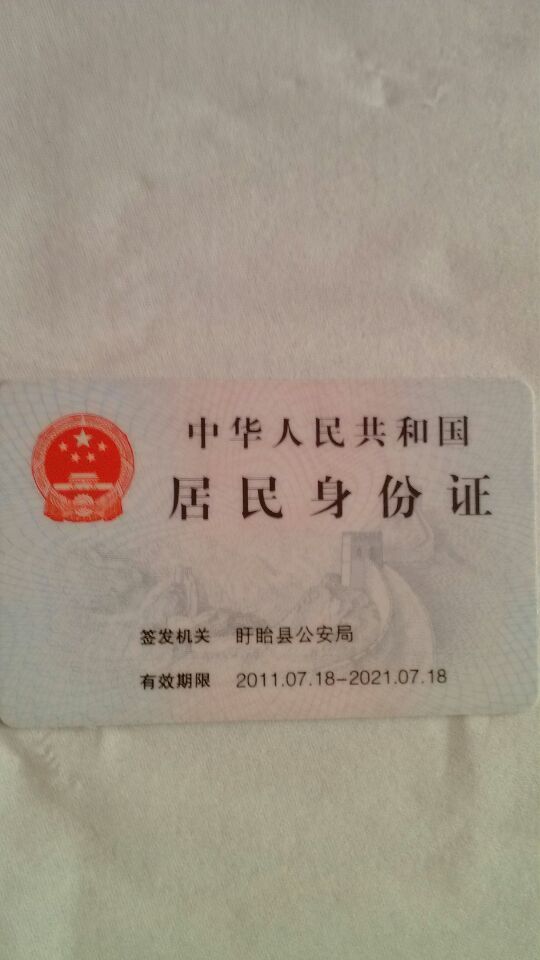 中华人民共和国
居民身份证
签发机关 盱眙县公安局
有效期限 2011.07.18-2021.07.18